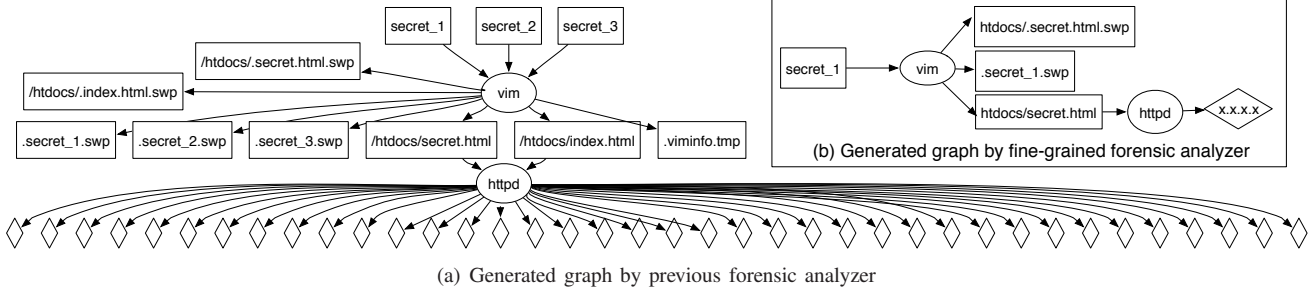 secret_1
secret_2
secret_3
/htdocs/.secret.html.swp
/htdocs/.index.html.swp
vim
.secret_1.swp
.secret_2.swp
.secret_3.swp
/htdocs/secret.html
/htdocs/index.html
.viminfo.tmp
httpd
htdocs/.secret.html.swp
secret_1
vim
.secret_1.swp
htdocs/secret.html
httpd
x.x.x.x
(b) Generated graph by fine-grained forensic analyzer
(a) Generated graph by previous forensic analyzer